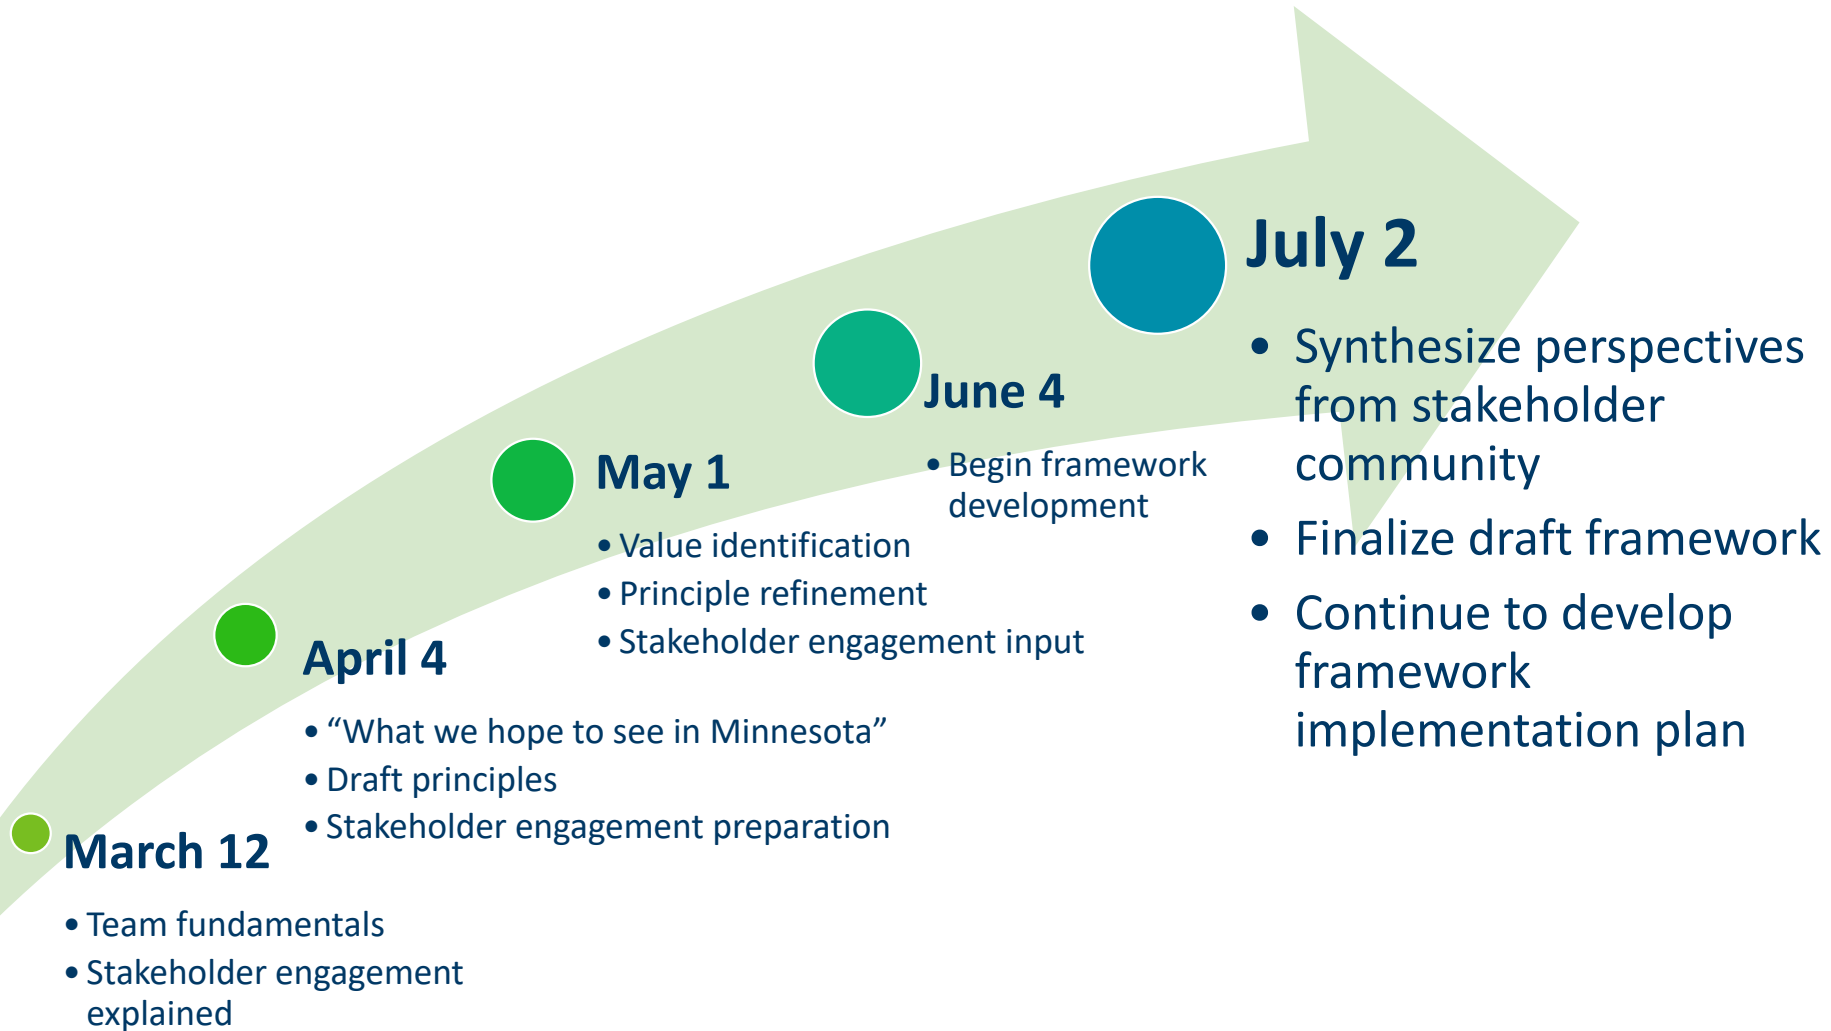 March 12
• Team fundamentals
• Stakeholder engagement
explained
April 4
• “What we hope to see in Minnesota”
• Draft principles
• Stakeholder engagement preparation
May 1
• Value identification
• Principle refinement
• Stakeholder engagement input
June 4
• Begin framework
development
July 2
• Synthesize perspectives
from stakeholder
community
• Finalize draft framework
• Continue to develop
framework
implementation plan